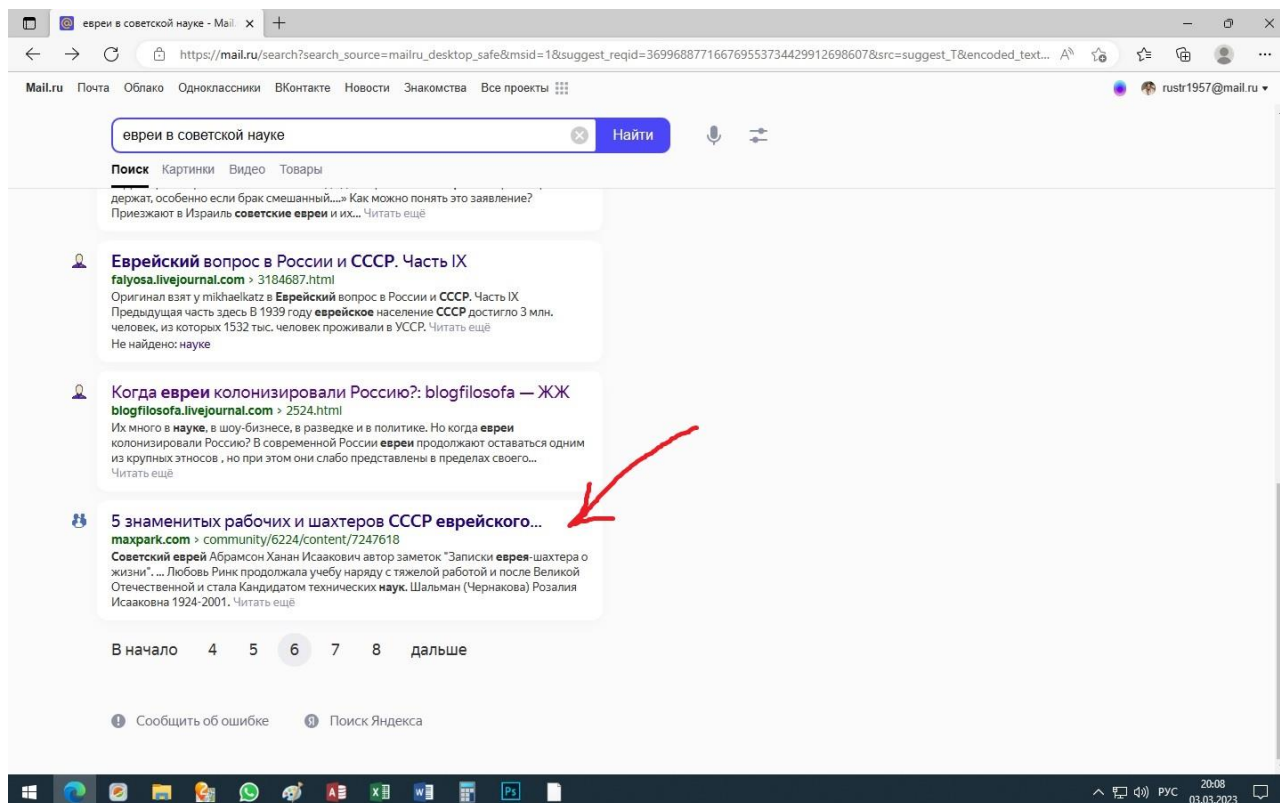 евреи в советской науке - Mail
https://mail.ru/search?search_source=mailru_desktop_safe&msid=1&suggest_reqid=369968877166769553734429912698607&src=suggest_T&encoded_text...
Mail.ru Почта Облако Одноклассники ВКонтакте Новости Знакомства Все проекты rustr1957@mail.ru
евреи в советской науке Найти
Поиск Картинки Видео Товары
держат, особенно если брак смешанный....» Как можно понять это заявление?
Приезжают в Израиль советские евреи и их... Читать ещё
Еврейский вопрос в России и СССР. Часть IX
falyosa.livejournal.com › 3184687.html
Оригинал взят у mikhaelkatz в Еврейский вопрос в России и СССР. Часть IX
Предыдущая часть здесь В 1939 году еврейское население СССР достигло 3 млн.
человек, из которых 1532 тыс. человек проживали в УССР. Читать ещё
Не найдено: науке
Когда евреи колонизировали Россию?: blogfilosofa — ЖЖ
blogfilosofa.livejournal.com › 2524.html
Их много в науке, в шоу-бизнесе, в разведке и в политике. Но когда евреи
колонизировали Россию? В современной России евреи продолжают оставаться одним
из крупных этносов , но при этом они слабо представлены в пределах своего...
Читать ещё
5 знаменитых рабочих и шахтеров СССР еврейского...
maxpark.com › community/6224/content/7247618
Советский еврей Абрамсон Ханан Исаакович автор заметок "Записки еврея-шахтера о
жизни". ... Любовь Ринк продолжала учебу наряду с тяжелой работой и после Великой
Отечественной и стала Кандидатом технических наук. Шальман (Чернакова) Розалия
Исааковна 1924-2001. Читать ещё
В начало 4 5 6 7 8 дальше
Сообщить об ошибке Поиск Яндекса
РУС 20:08
03.03.2023